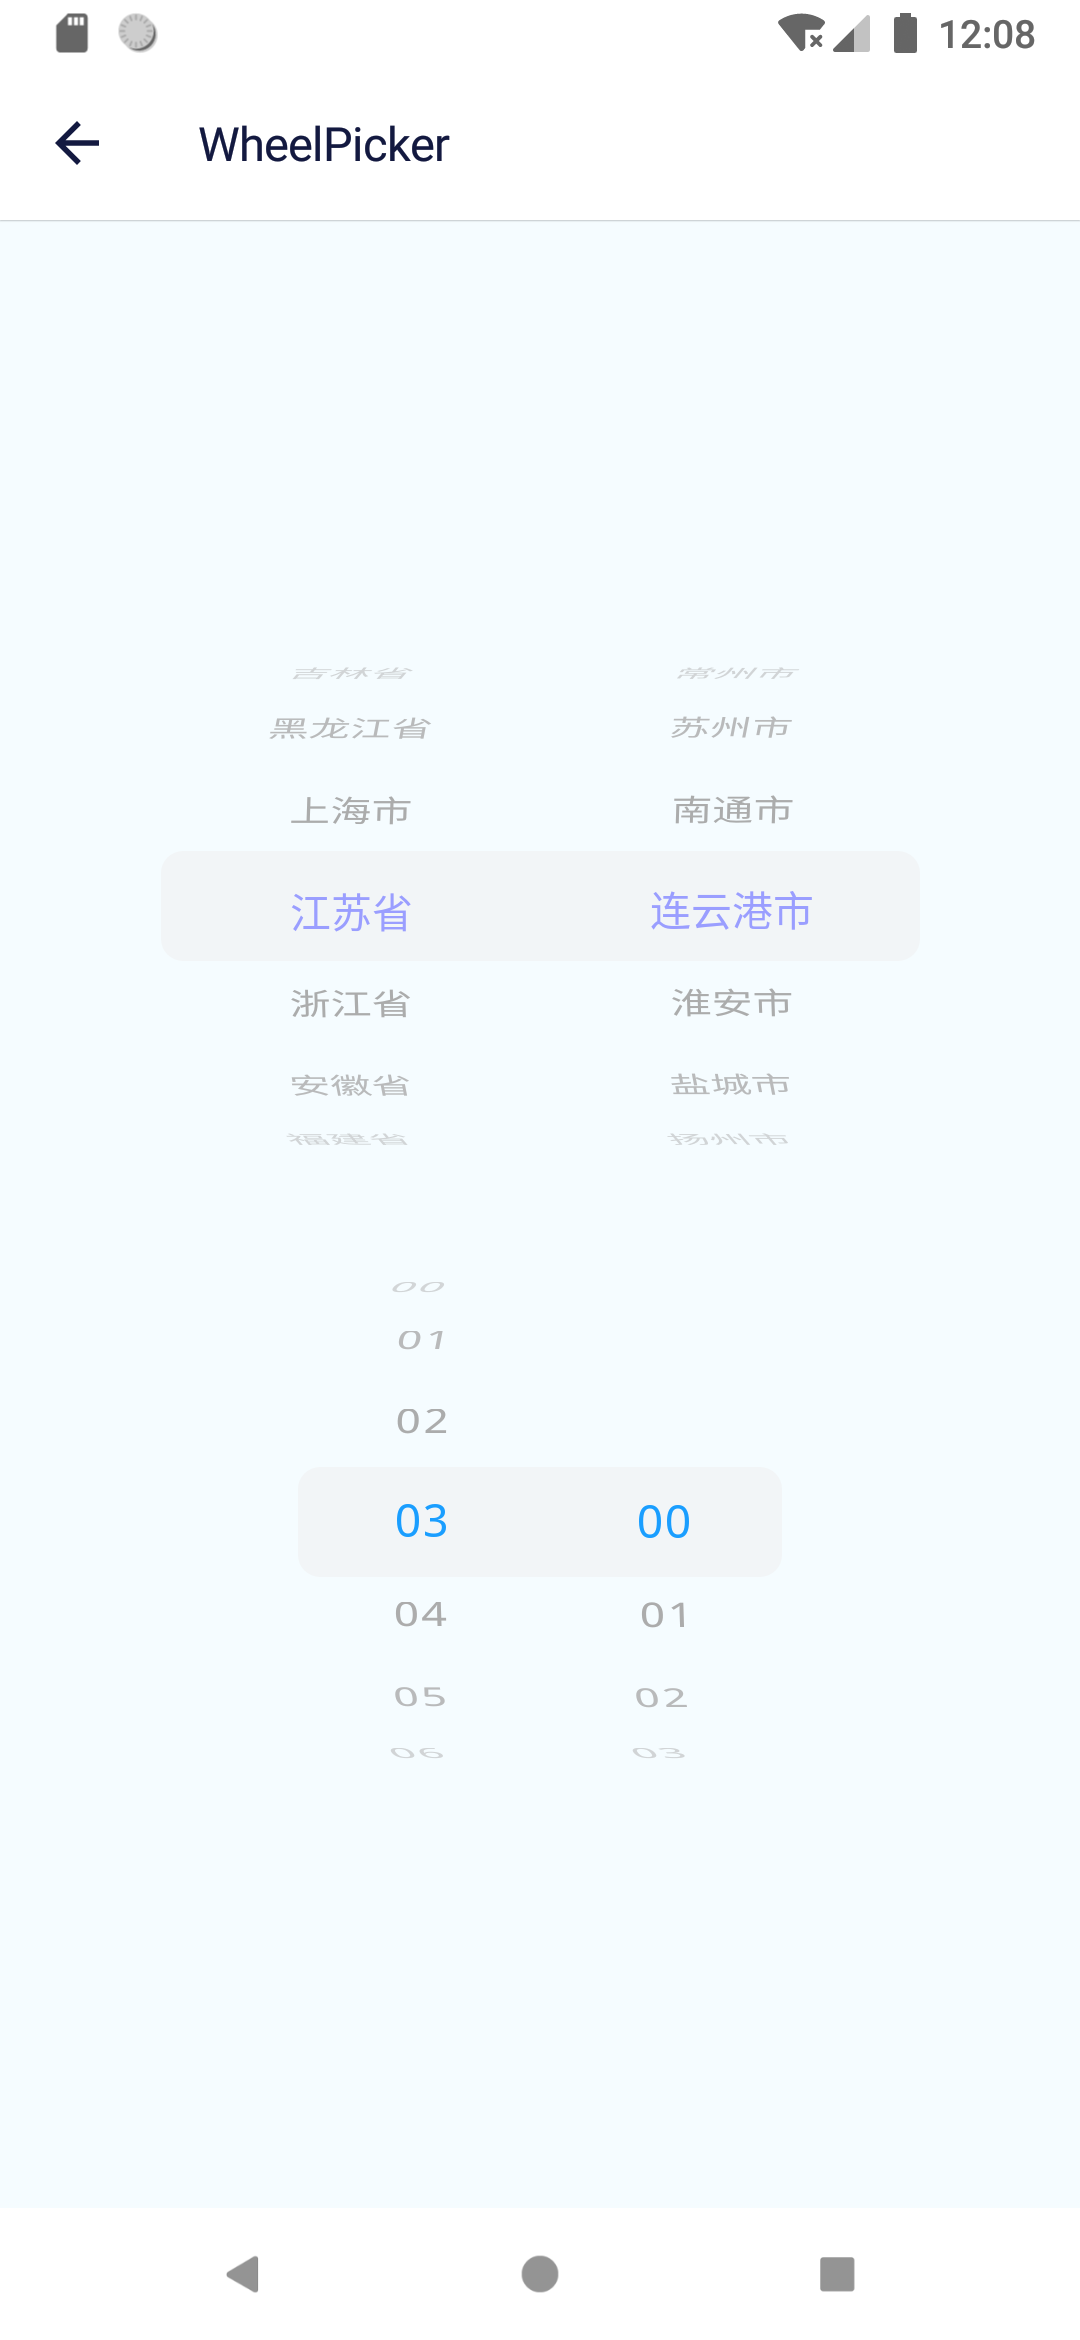 12:08
WheelPicker
吉林省 常州市
黑龙江省 苏州市
上海市 南通市
江苏省 连云港市
浙江省 淮安市
安徽省 盐城市
福建省 扬州市
00
01
02
03 00
04 01
05 02
06 03